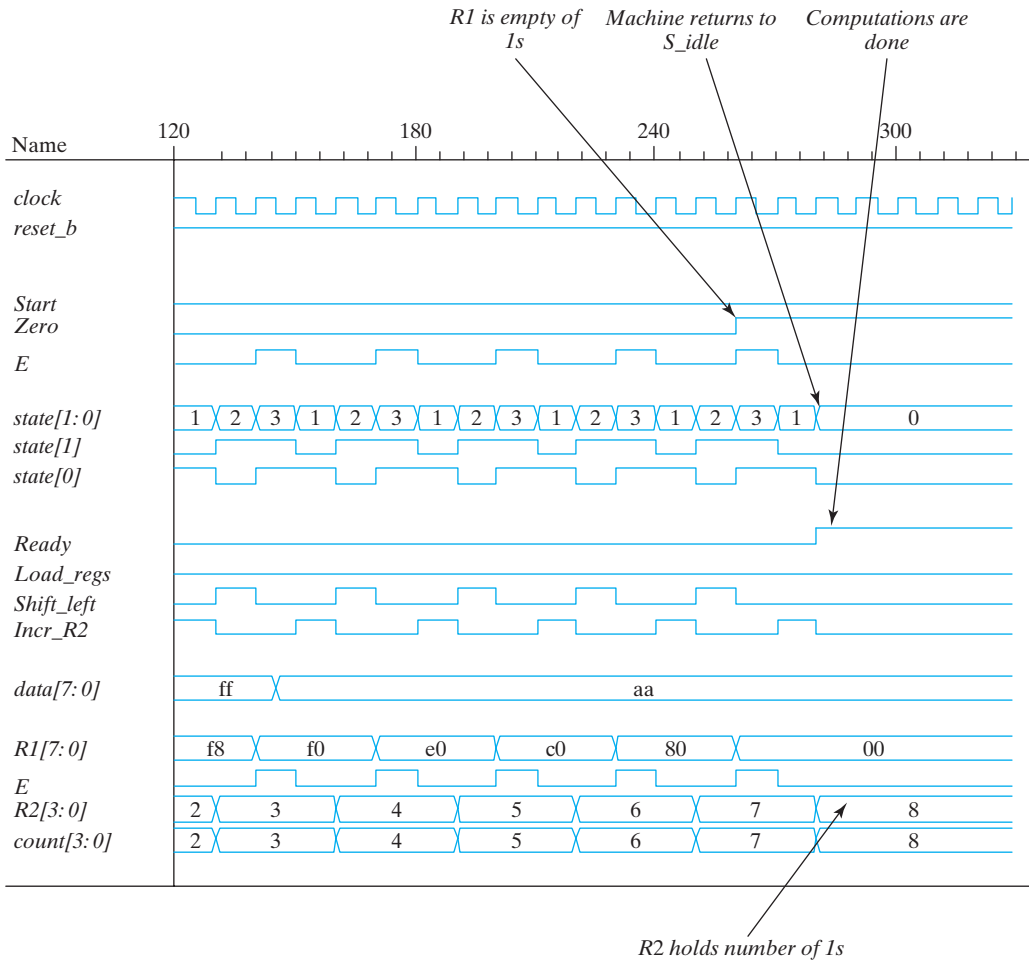 R1 is empty of 1s
Machine returns to S_idle
Computations are done
Name 120 180 240 300
clock
reset_b
Start
Zero
E
state[1:0] 1 2 3 1 2 3 1 2 3 1 2 3 1 2 3 1 0
state[1]
state[0]
Ready
Load_regs
Shift_left
Incr_R2
data[7:0] ff aa
R1[7:0] f8 f0 e0 c0 80 00
E
R2[3:0] 2 3 4 5 6 7 8
count[3:0] 2 3 4 5 6 7 8
R2 holds number of 1s